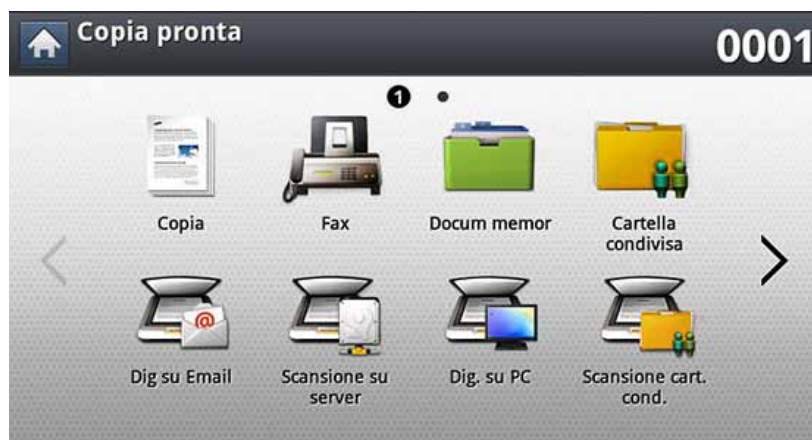 Copia pronta
0001
1
Copia
Fax
Docum memor
Cartella
condivisa
Dig su Email
Scansione su
server
Dig. su PC
Scansione cart.
cond.